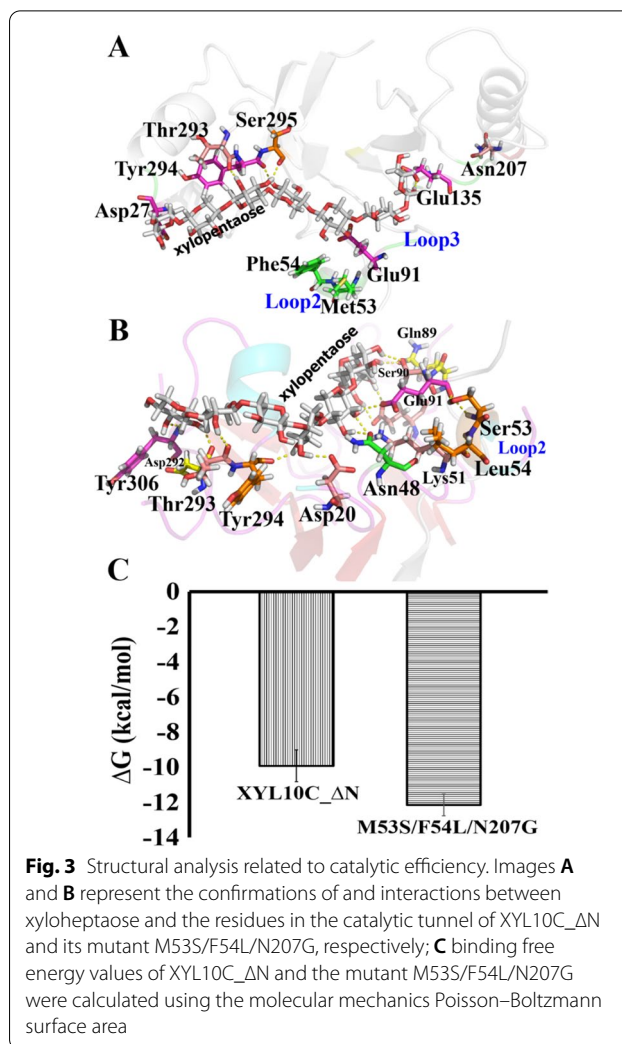 A
Ser295
Thr293
Tyr294
Asn207
Asp27
Glu135
xylopentaose
Loop3
Phe54
Glu91
Loop2
Met53
B
xylopentaose
Gln89
Ser90
Glu91
Ser53
Loop2
Tyr306
Asp292
Thr293
Tyr294
Asp20
Asn48
Lys51
Leu54
C
ΔG (kcal/mol)
0
-2
-4
-6
-8
-10
-12
-14
XYL10C_ΔN
M53S/F54L/N207G
Fig. 3 Structural analysis related to catalytic efficiency. Images A
and B represent the confirmations of and interactions between
xyloheptaose and the residues in the catalytic tunnel of XYL10C_ΔN
and its mutant M53S/F54L/N207G, respectively; C binding free
energy values of XYL10C_ΔN and the mutant M53S/F54L/N207G
were calculated using the molecular mechanics Poisson–Boltzmann
surface area